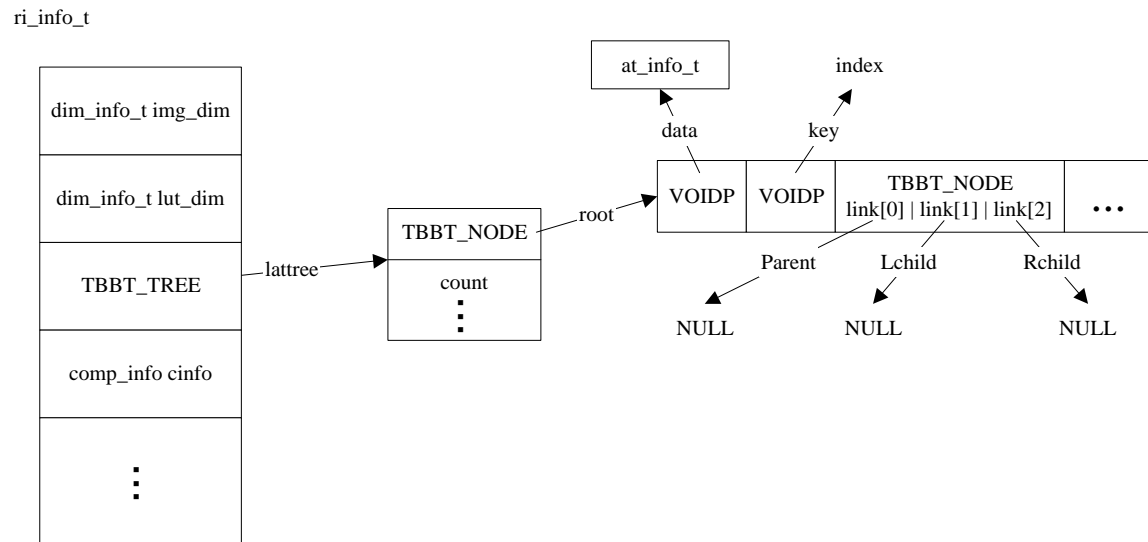 ri_info_t
dim_info_t img_dim
dim_info_t lut_dim
TBBT_TREE
comp_info cinfo
lattree
TBBT_NODE
count
root
at_info_t
index
data
key
VOIDP
VOIDP
TBBT_NODE
link[0] | link[1] | link[2]
...
Parent
Lchild
Rchild
NULL
NULL
NULL